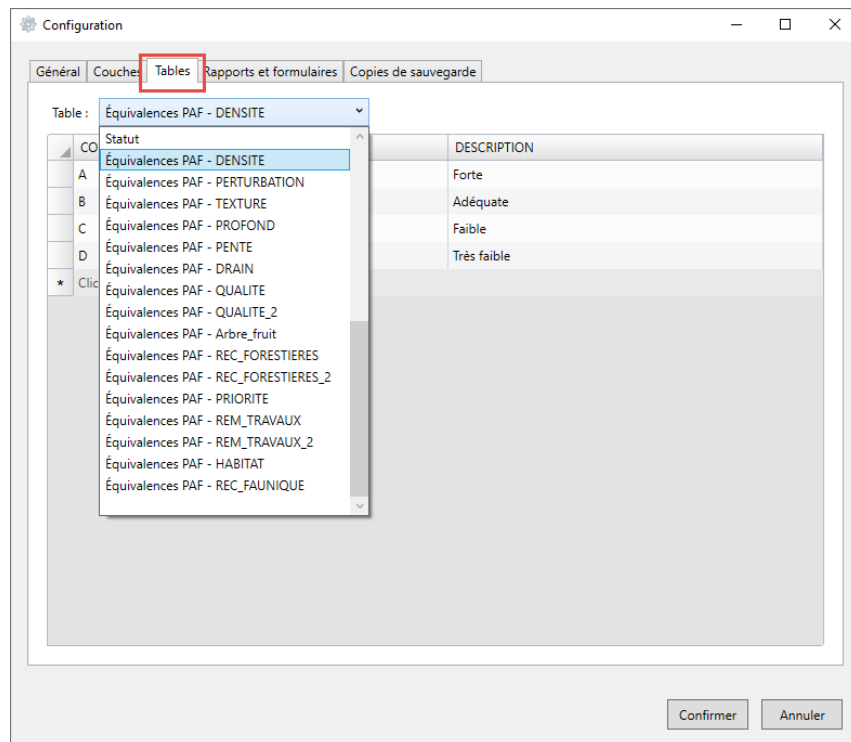 Configuration
Général Couches Tables Rapports et formulaires Copies de sauvegarde
Table : Équivalences PAF - DENSITE
CO DESCRIPTION
Statut
Équivalences PAF - DENSITE
A Forte
Équivalences PAF - PERTURBATION
B Adéquate
Équivalences PAF - TEXTURE
C Faible
Équivalences PAF - PROFOND
Équivalences PAF - PENTE
D Très faible
Équivalences PAF - DRAIN
* Clic
Équivalences PAF - QUALITE
Équivalences PAF - QUALITE_2
Équivalences PAF - Arbre_fruit
Équivalences PAF - REC_FORESTIERES
Équivalences PAF - REC_FORESTIERES_2
Équivalences PAF - PRIORITE
Équivalences PAF - REM_TRAVAUX
Équivalences PAF - REM_TRAVAUX_2
Équivalences PAF - HABITAT
Équivalences PAF - REC_FAUNIQUE
Confirmer Annuler